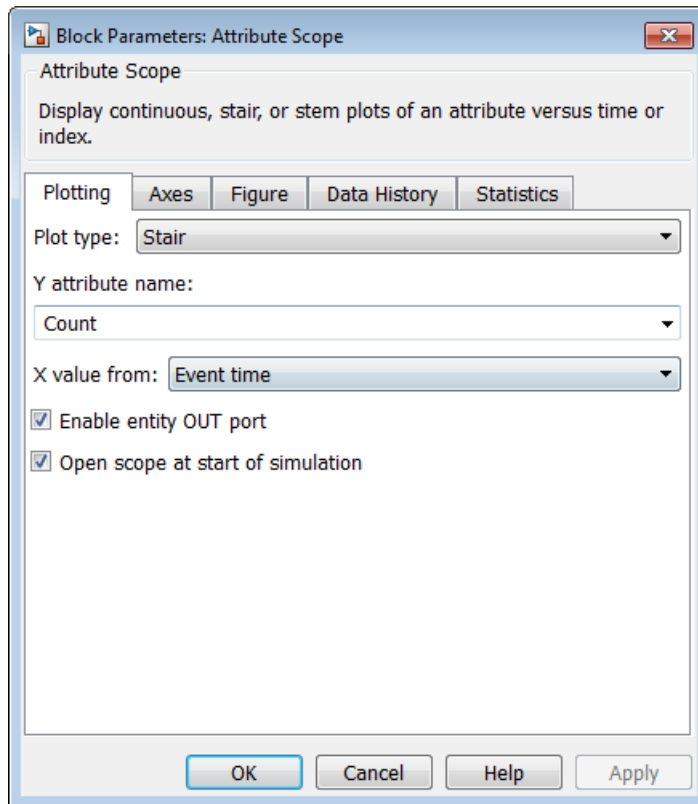 Block Parameters: Attribute Scope
Attribute Scope
Display continuous, stair, or stem plots of an attribute versus time or
index.
Plotting Axes Figure Data History Statistics
Plot type: Stair
Y attribute name:
Count
X value from: Event time
Enable entity OUT port
Open scope at start of simulation
OK Cancel Help Apply